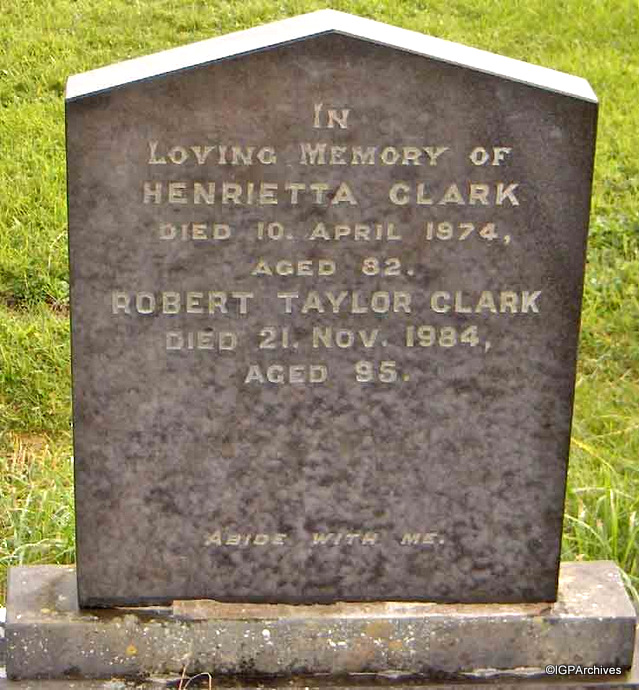 IN
LOVING MEMORY OF
HENRIETTA CLARK
DIED 10. APRIL 1974,
AGED 82.
ROBERT TAYLOR CLARK
DIED 21. NOV. 1984,
AGED 95.
ABIDE WITH ME.
©IGPArchives